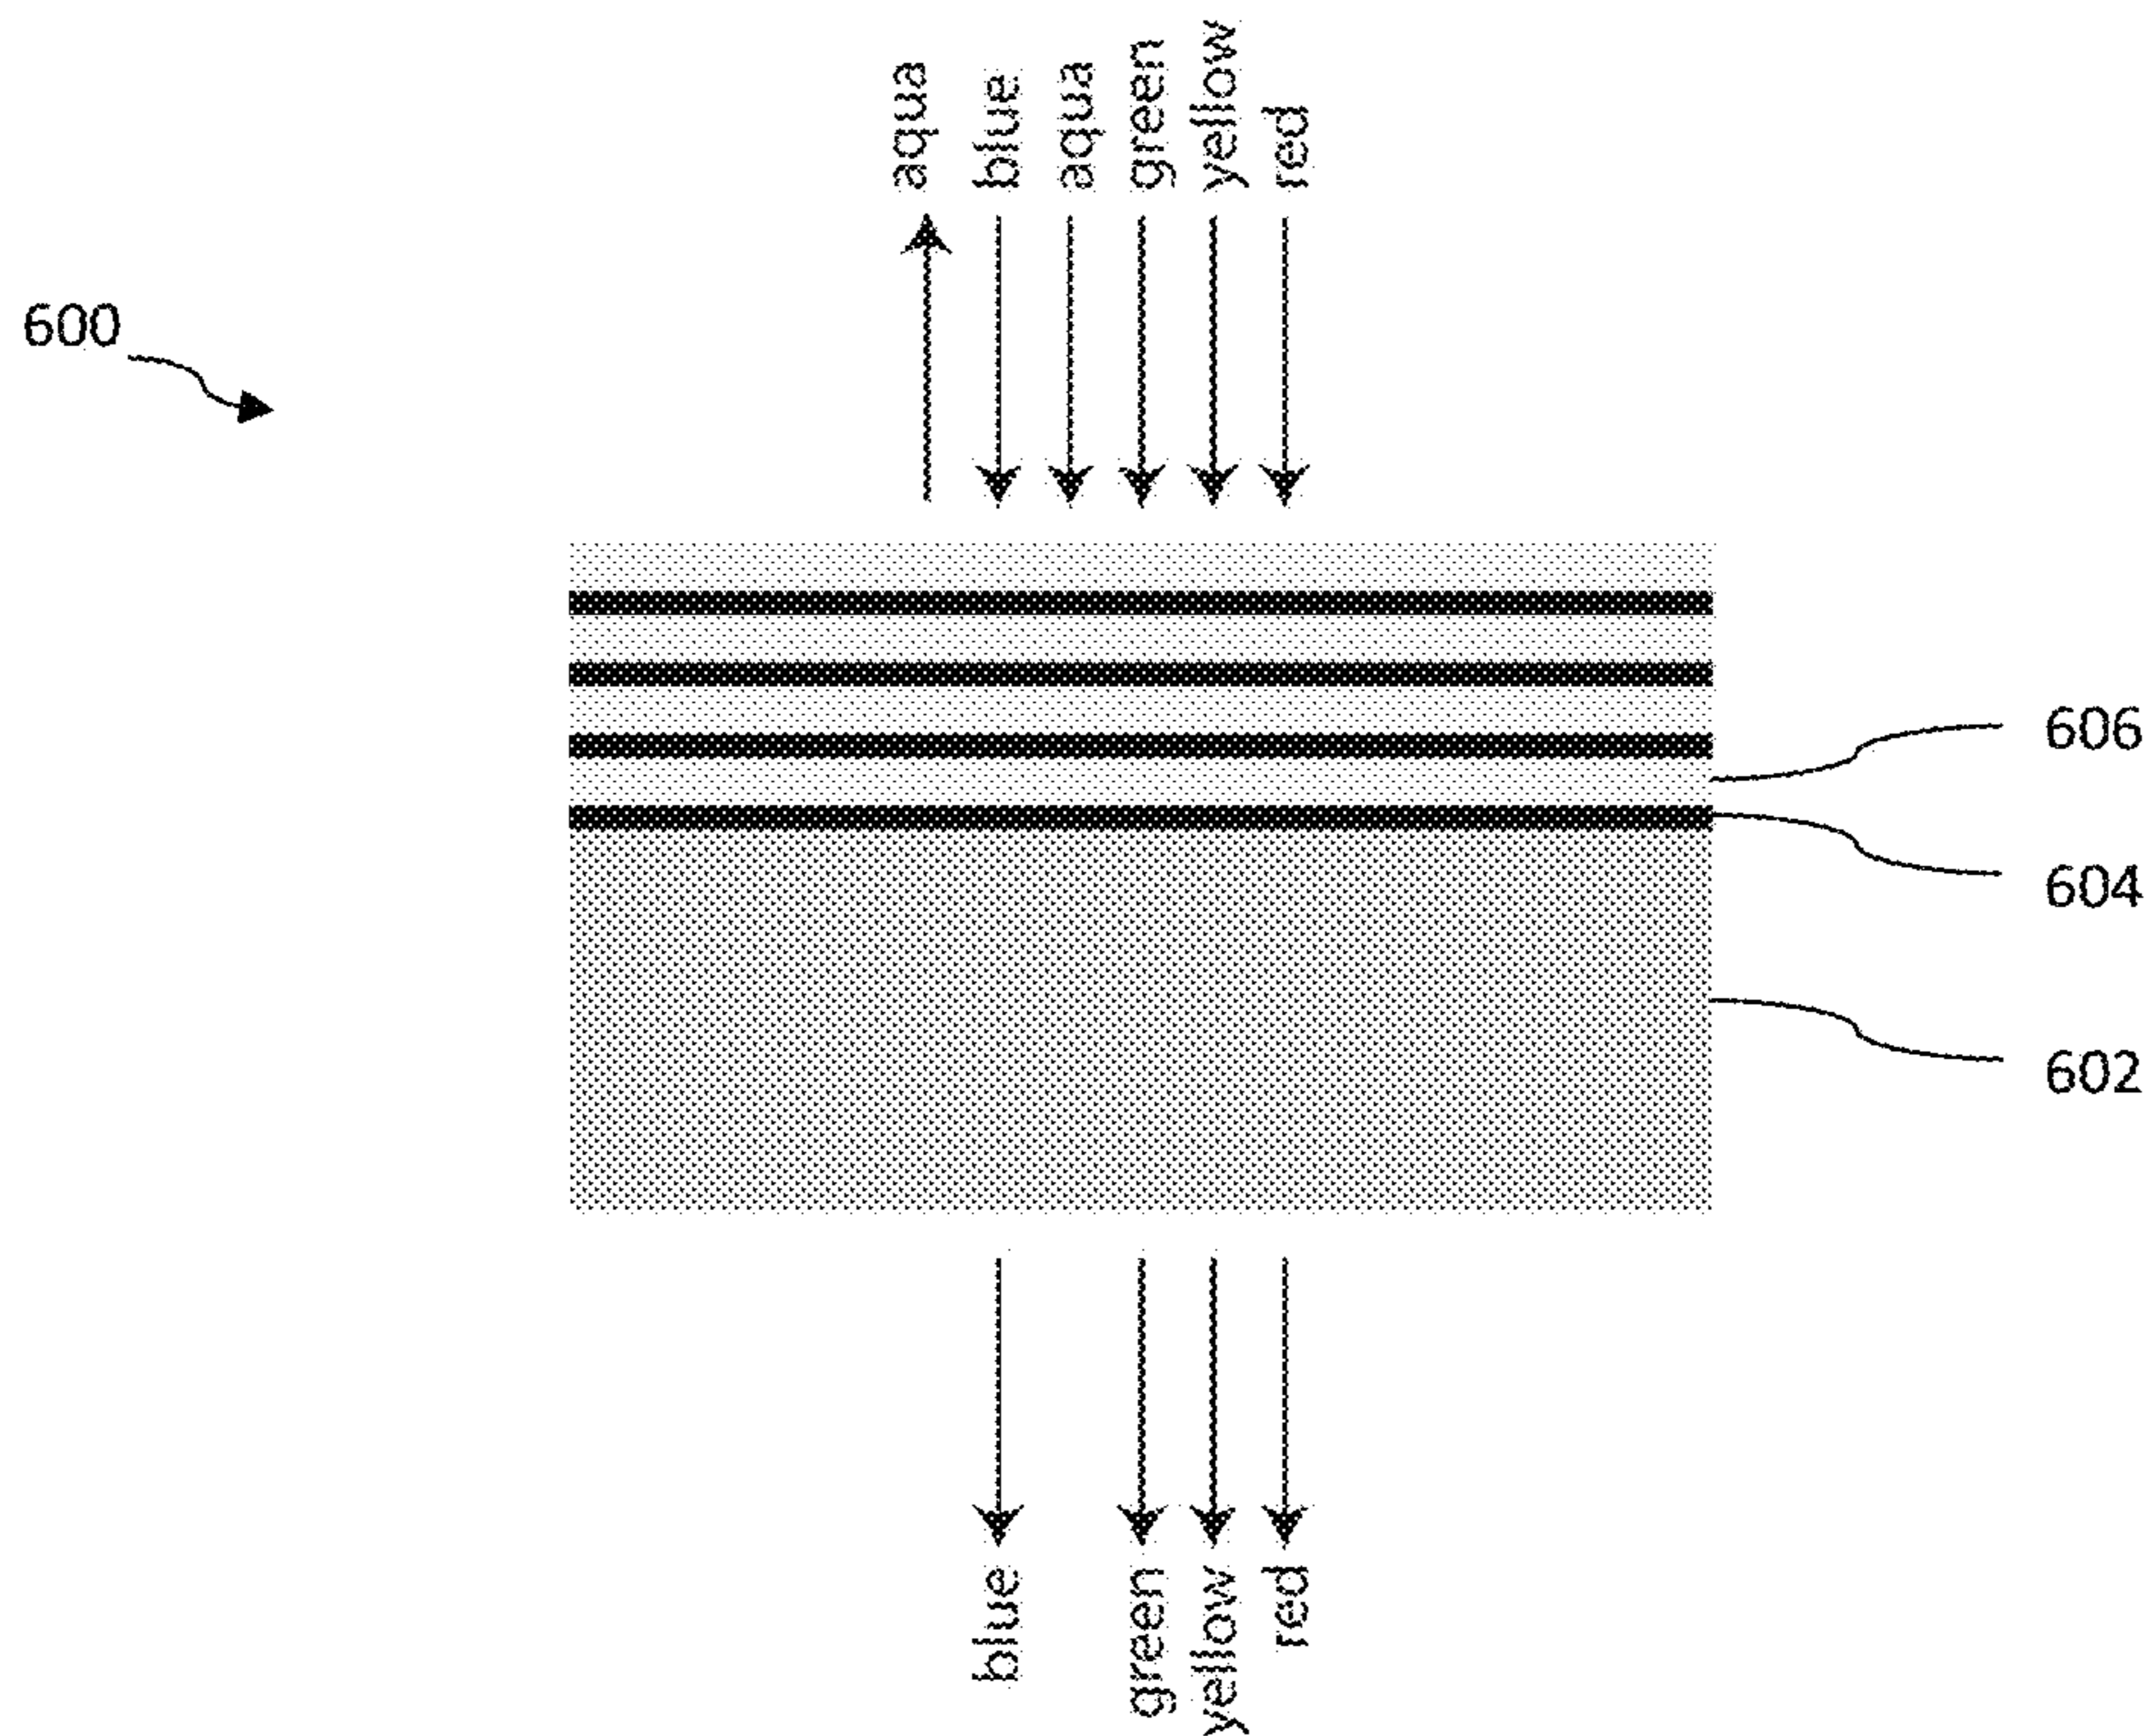 aqua
blue
aqua
green
yellow
red
600
606
604
602
blue
green
yellow
red